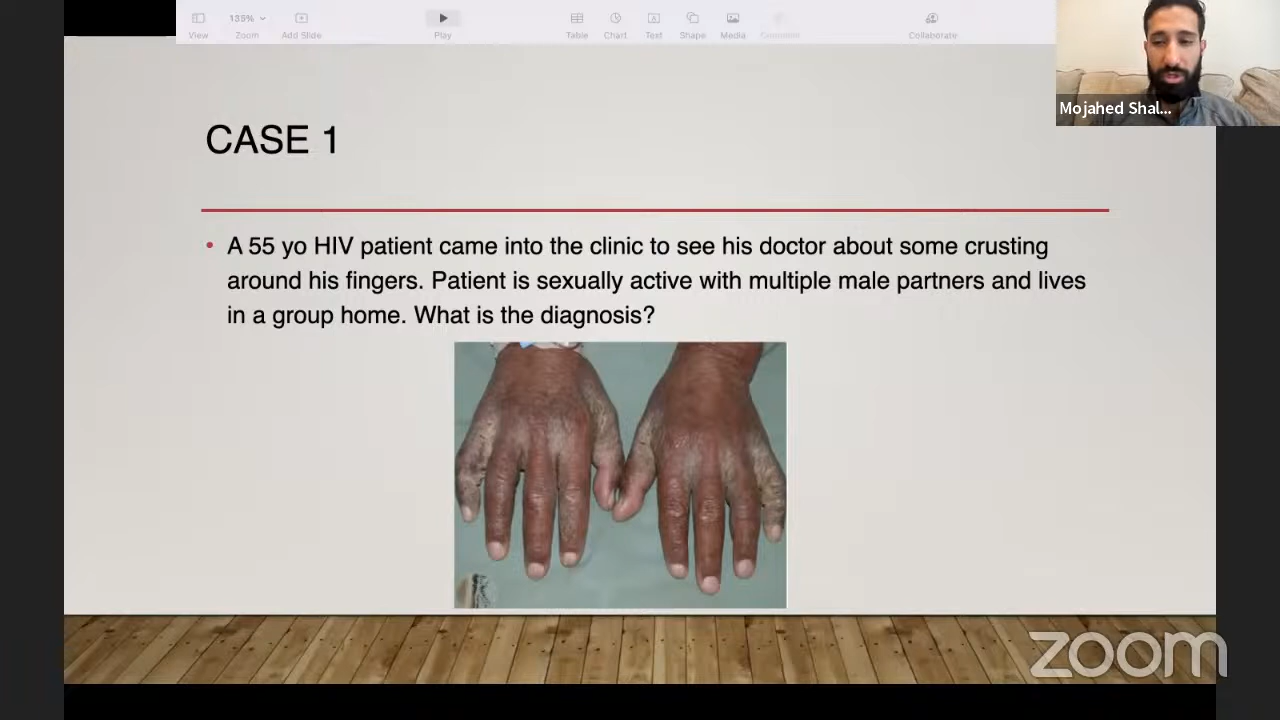 135%
View
Zoom
Add Slide
Play
Table
Chart
Text
Shape
Media
Comment
Collaborate
Mojahed Shal...
CASE 1
• A 55 yo HIV patient came into the clinic to see his doctor about some crusting
around his fingers. Patient is sexually active with multiple male partners and lives
in a group home. What is the diagnosis?
zoom